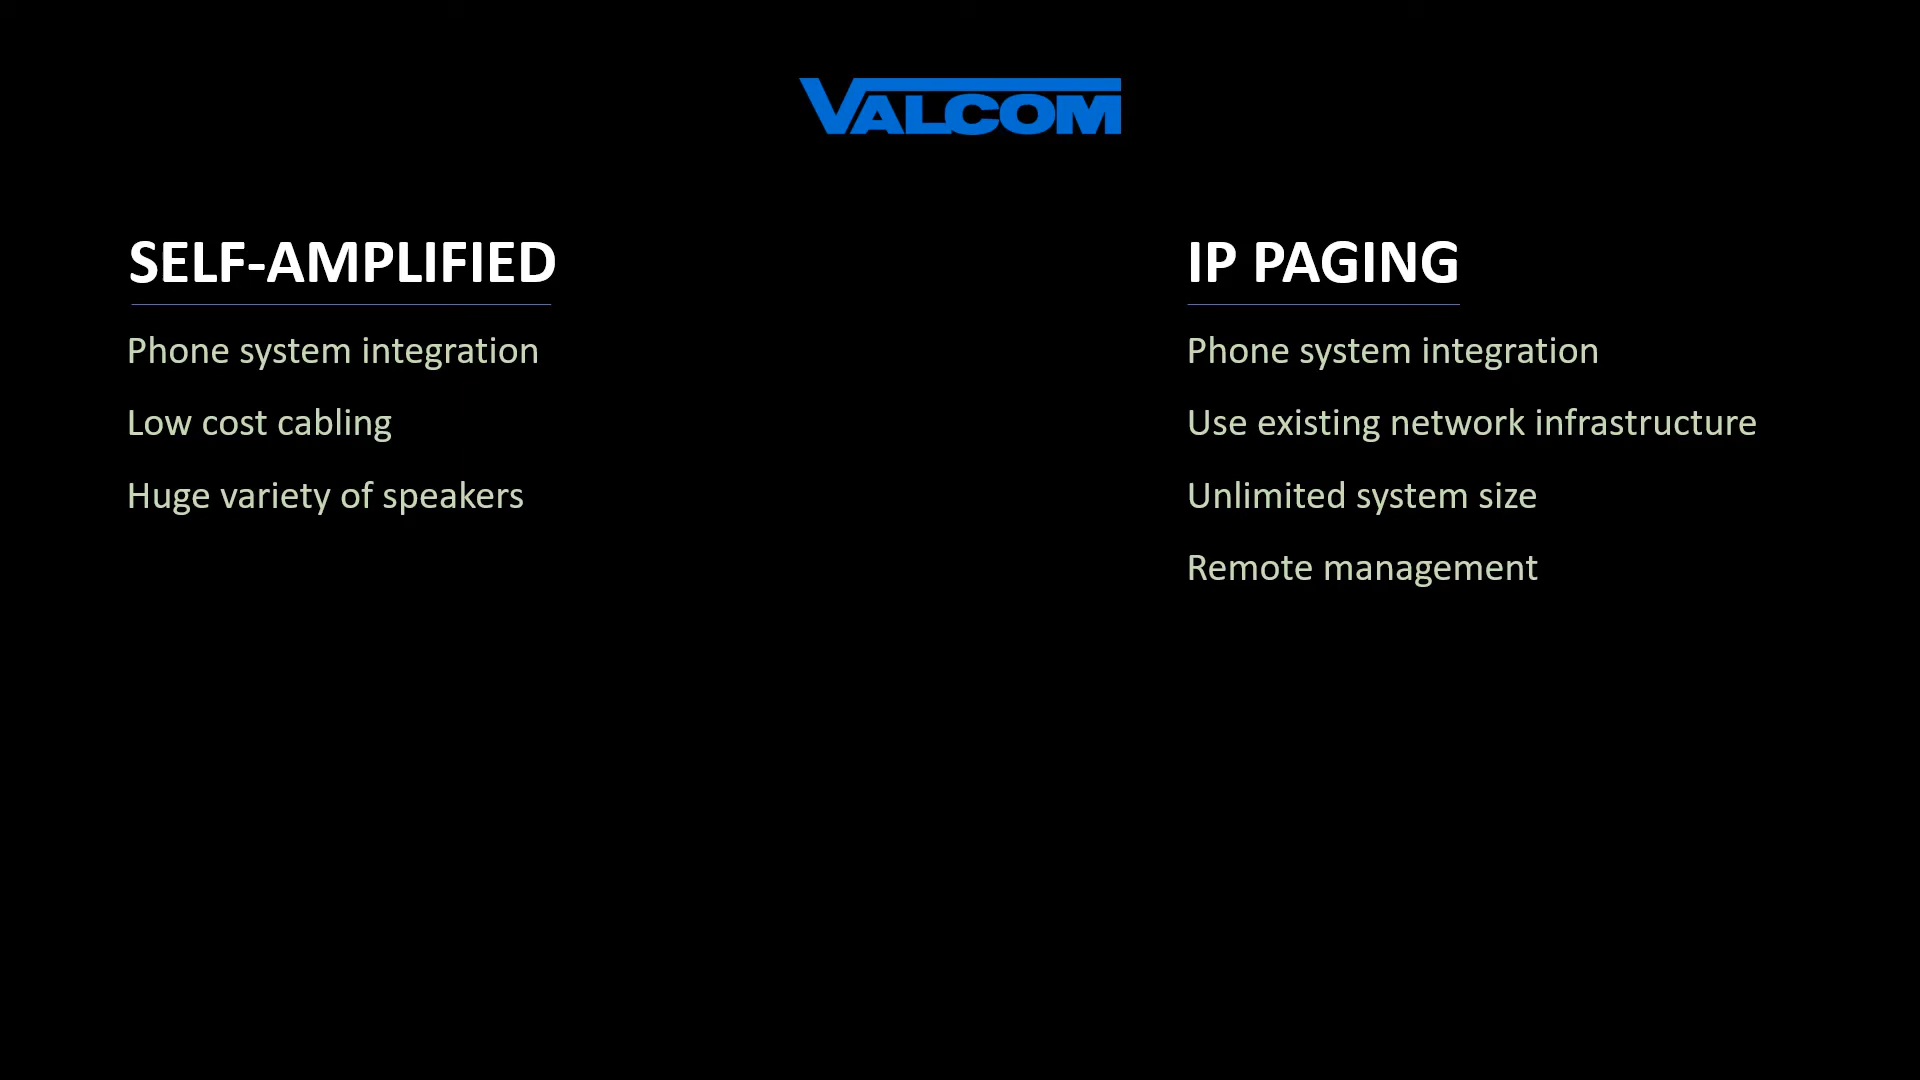 VALCOM
SELF-AMPLIFIED
Phone system integration
Low cost cabling
Huge variety of speakers
IP PAGING
Phone system integration
Use existing network infrastructure
Unlimited system size
Remote management